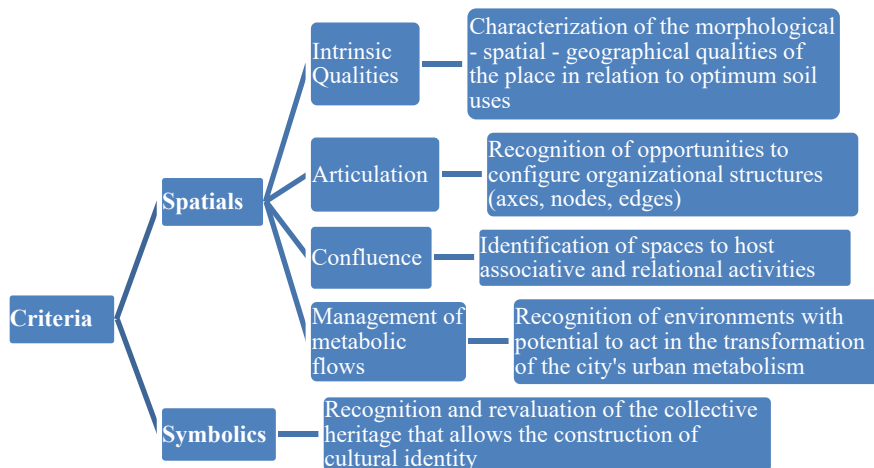 Criteria
Spatials
Intrinsic
Qualities
Characterization of the morphological
- spatial - geographical qualities of
the place in relation to optimum soil
uses
Articulation
Recognition of opportunities to
configure organizational structures
(axes, nodes, edges)
Confluence
Identification of spaces to host
associative and relational activities
Management of
metabolic
flows
Recognition of environments with
potential to act in the transformation
of the city's urban metabolism
Symbolics
Recognition and revaluation of the collective
heritage that allows the construction of
cultural identity